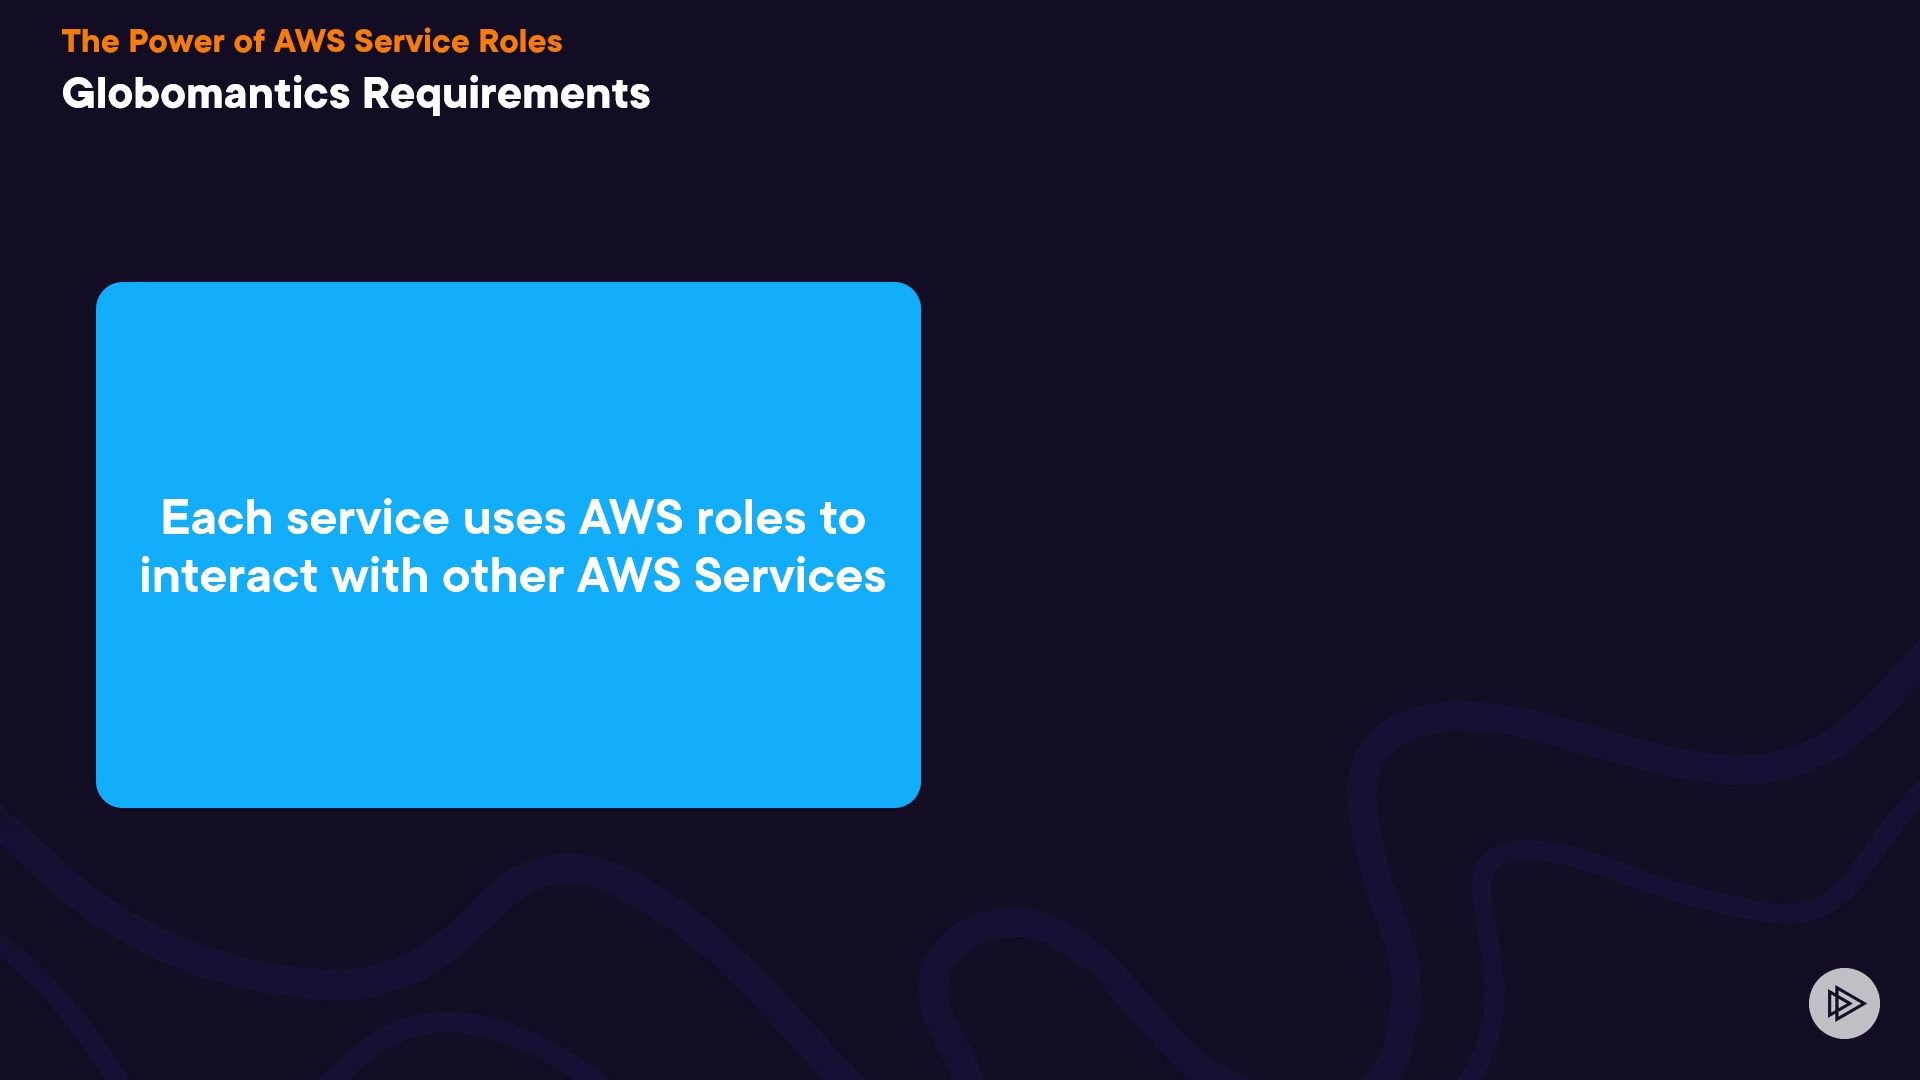 The Power of AWS Service Roles
Globomantics Requirements
Each service uses AWS roles to
interact with other AWS Services